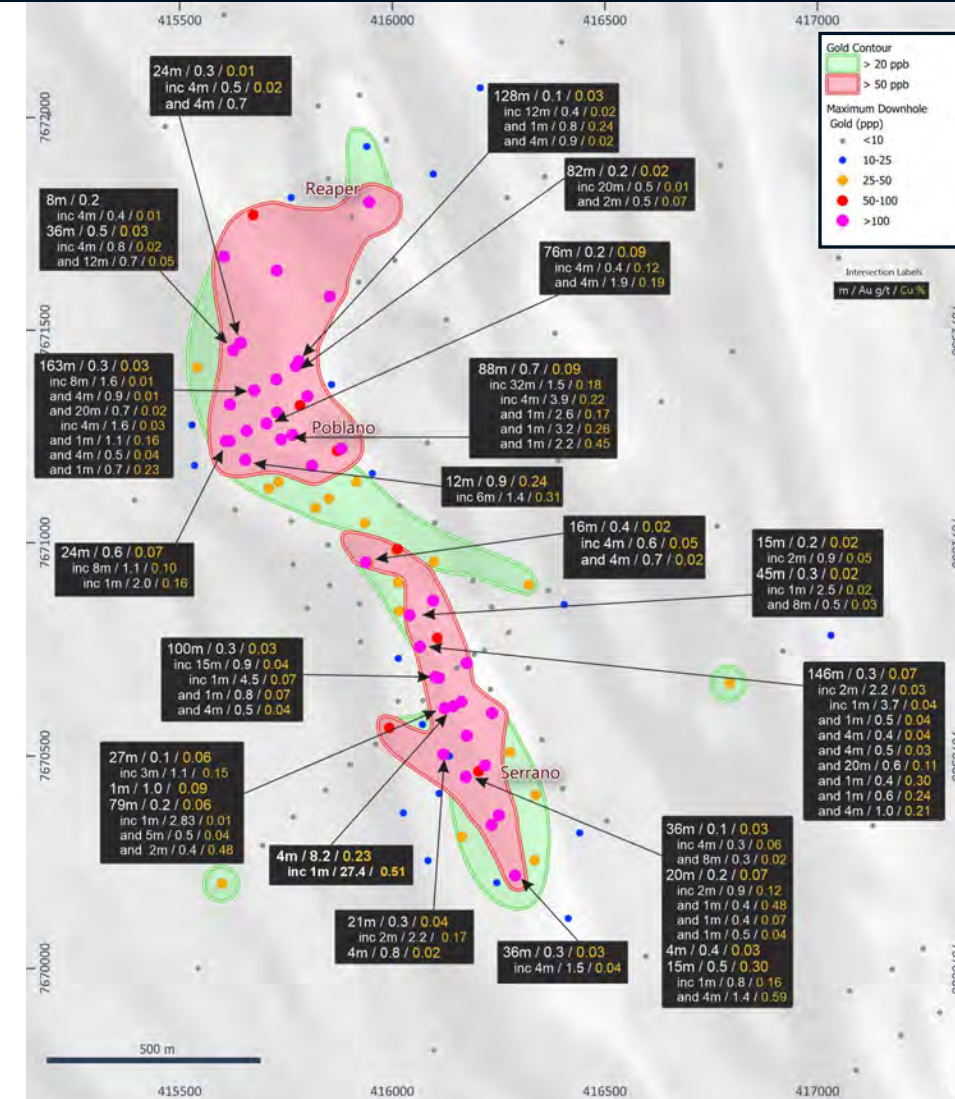 415500 416000 416500 417000
Gold Contour
> 20 ppb
> 50 ppb
Maximum Downhole
Gold (ppp)
<10
10-25
25-50
50-100
>100
Intersection Labels
m / Au g/t / Cu %
7672000
7671500
7671000
7670500
7670000
24m / 0.3 / 0.01
inc 4m / 0.5 / 0.02
and 4m / 0.7
128m / 0.1 / 0.03
inc 12m / 0.4 / 0.02
and 1m / 0.8 / 0.24
and 4m / 0.9 / 0.02
82m / 0.2 / 0.02
inc 20m / 0.5 / 0.01
and 2m / 0.5 / 0.07
Reaper
8m / 0.2
inc 4m / 0.4 / 0.01
36m / 0.5 / 0.03
inc 4m / 0.8 / 0.02
and 12m / 0.7 / 0.05
76m / 0.2 / 0.09
inc 4m / 0.4 / 0.12
and 4m / 1.9 / 0.19
163m / 0.3 / 0.03
inc 8m / 1.6 / 0.01
and 4m / 0.9 / 0.01
and 20m / 0.7 / 0.02
inc 4m / 1.6 / 0.03
and 1m / 1.1 / 0.16
and 4m / 0.5 / 0.04
and 1m / 0.7 / 0.23
88m / 0.7 / 0.09
inc 32m / 1.5 / 0.18
inc 4m / 3.9 / 0.22
and 1m / 2.6 / 0.17
and 1m / 3.2 / 0.26
and 1m / 2.2 / 0.45
Poblano
12m / 0.9 / 0.24
inc 6m / 1.4 / 0.31
24m / 0.6 / 0.07
inc 8m / 1.1 / 0.10
inc 1m / 2.0 / 0.16
16m / 0.4 / 0.02
inc 4m / 0.6 / 0.05
and 4m / 0.7 / 0.02
15m / 0.2 / 0.02
inc 2m / 0.9 / 0.05
45m / 0.3 / 0.02
inc 1m / 2.5 / 0.02
and 8m / 0.5 / 0.03
100m / 0.3 / 0.03
inc 15m / 0.9 / 0.04
inc 1m / 4.5 / 0.07
and 1m / 0.8 / 0.07
and 4m / 0.5 / 0.04
146m / 0.3 / 0.07
inc 2m / 2.2 / 0.03
inc 1m / 3.7 / 0.04
and 1m / 0.5 / 0.04
and 4m / 0.4 / 0.04
and 4m / 0.5 / 0.03
and 20m / 0.6 / 0.11
and 1m / 0.4 / 0.30
and 1m / 0.6 / 0.24
and 4m / 1.0 / 0.21
27m / 0.1 / 0.06
inc 3m / 1.1 / 0.15
1m / 1.0 / 0.09
79m / 0.2 / 0.06
inc 1m / 2.83 / 0.01
and 5m / 0.5 / 0.04
and 2m / 0.4 / 0.48
Serrano
4m / 8.2 / 0.23
inc 1m / 27.4 / 0.51
36m / 0.1 / 0.03
inc 4m / 0.3 / 0.06
and 8m / 0.3 / 0.02
20m / 0.2 / 0.07
inc 2m / 0.9 / 0.12
and 1m / 0.4 / 0.48
and 1m / 0.4 / 0.07
and 1m / 0.5 / 0.04
4m / 0.4 / 0.03
15m / 0.5 / 0.30
inc 1m / 0.8 / 0.16
and 4m / 1.4 / 0.59
21m / 0.3 / 0.04
inc 2m / 2.2 / 0.17
4m / 0.8 / 0.02
36m / 0.3 / 0.03
inc 4m / 1.5 / 0.04
500 m
415500 416000 416500 417000